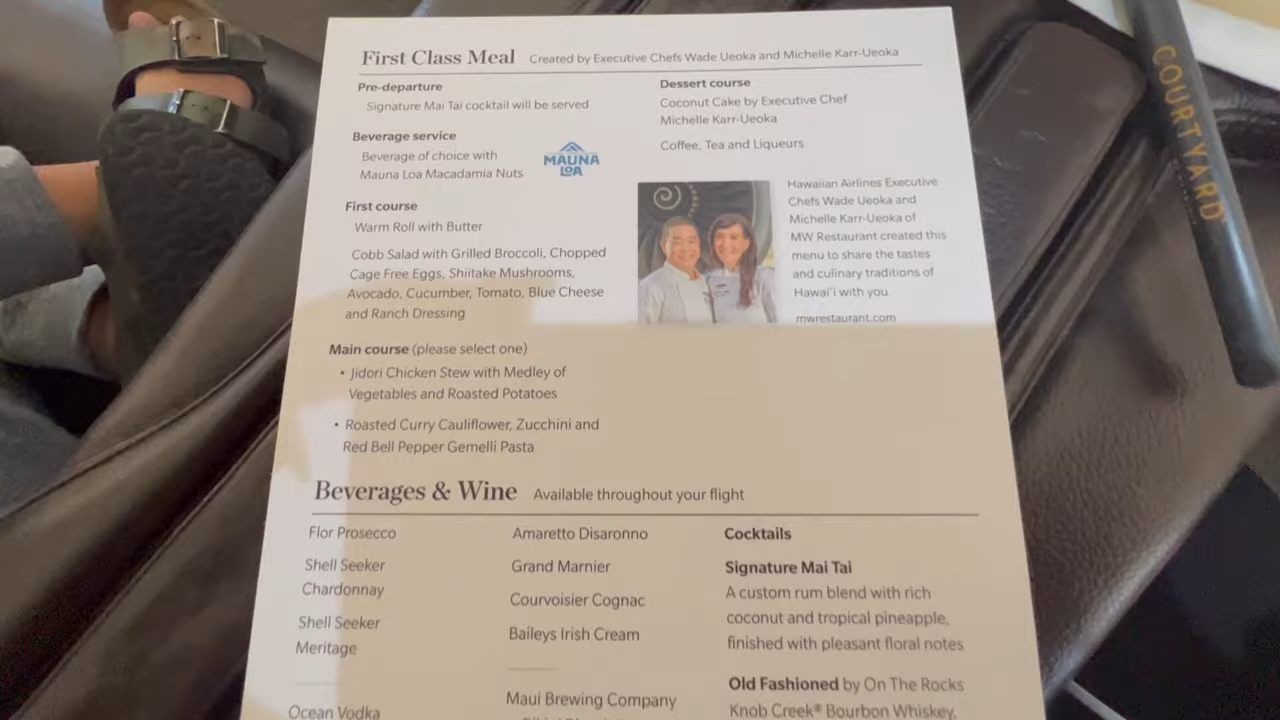 First Class Meal Created by Executive Chefs Wade Ueoka and Michelle Karr-Ueoka
Pre-departure
Signature Mai Tai cocktail will be served
Beverage service
Beverage of choice with
Mauna Loa Macadamia Nuts
MAUNA
LOA
First course
Warm Roll with Butter
Cobb Salad with Grilled Broccoli, Chopped
Cage Free Eggs, Shiitake Mushrooms,
Avocado, Cucumber, Tomato, Blue Cheese
and Ranch Dressing
Main course (please select one)
• Jidori Chicken Stew with Medley of
Vegetables and Roasted Potatoes
• Roasted Curry Cauliflower, Zucchini and
Red Bell Pepper Gemelli Pasta
Dessert course
Coconut Cake by Executive Chef
Michelle Karr-Ueoka
Coffee, Tea and Liqueurs
Hawaiian Airlines Executive
Chefs Wade Ueoka and
Michelle Karr-Ueoka of
MW Restaurant created this
menu to share the tastes
and culinary traditions of
Hawai'i with you.
mwrestaurant.com
Beverages & Wine Available throughout your flight
Flor Prosecco
Shell Seeker
Chardonnay
Shell Seeker
Meritage
Ocean Vodka
Amaretto Disaronno
Grand Marnier
Courvoisier Cognac
Baileys Irish Cream
Maui Brewing Company
Cocktails
Signature Mai Tai
A custom rum blend with rich
coconut and tropical pineapple,
finished with pleasant floral notes
Old Fashioned by On The Rocks
Knob Creek® Bourbon Whiskey,
COURTYARD